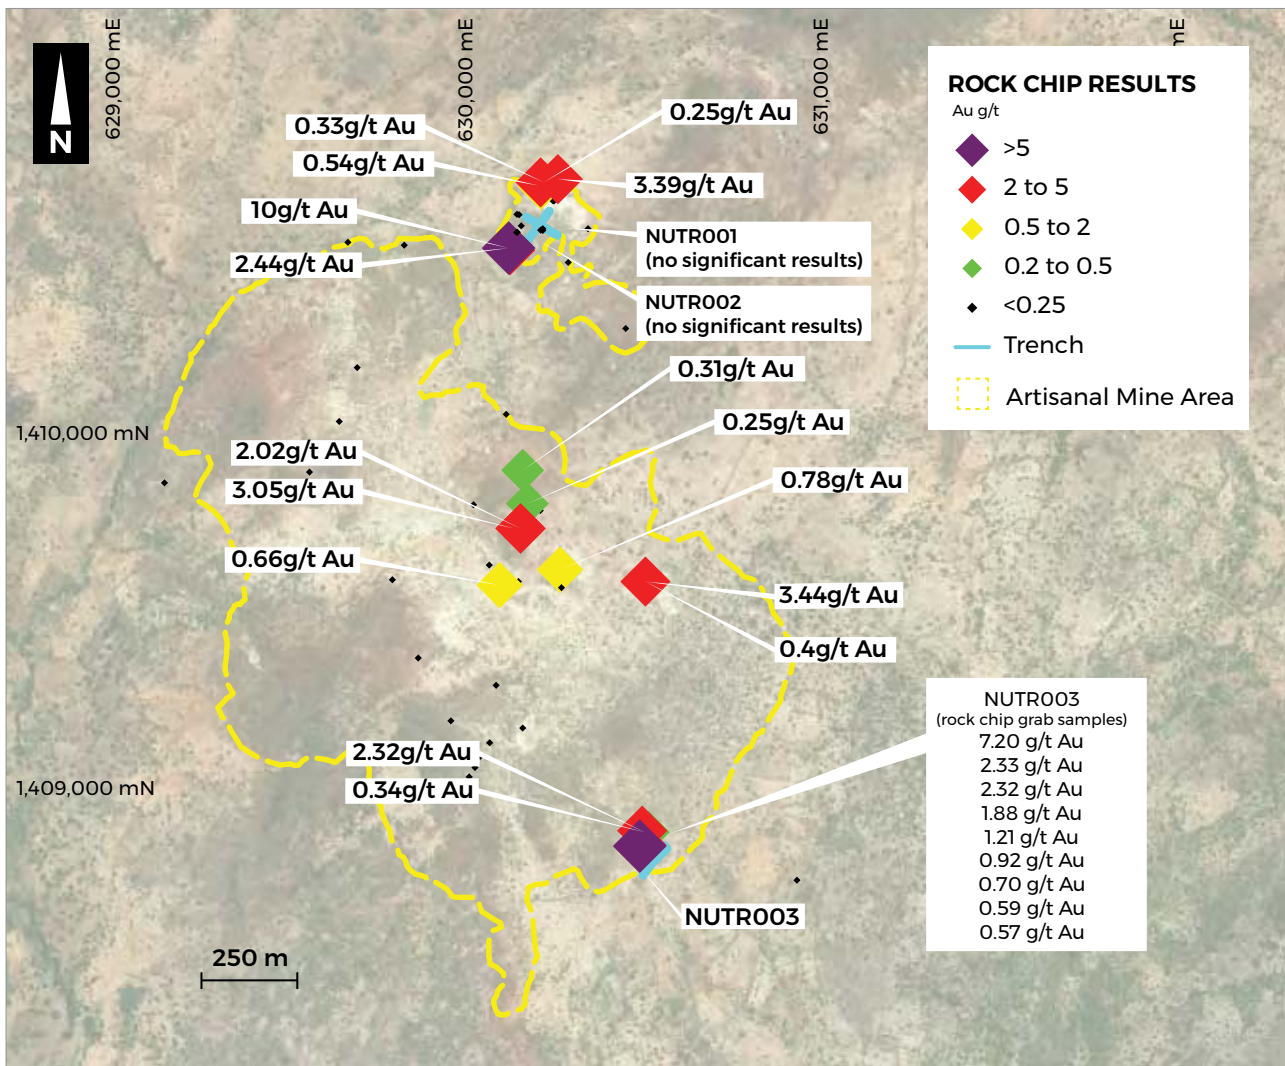 629,000 mE
630,000 mE
631,000 mE
mE
N
ROCK CHIP RESULTS
Au g/t
>5
2 to 5
0.5 to 2
0.2 to 0.5
<0.25
Trench
Artisanal Mine Area
0.33g/t Au
0.25g/t Au
0.54g/t Au
3.39g/t Au
10g/t Au
2.44g/t Au
NUTR001
(no significant results)
NUTR002
(no significant results)
0.31g/t Au
0.25g/t Au
1,410,000 mN
2.02g/t Au
3.05g/t Au
0.78g/t Au
0.66g/t Au
3.44g/t Au
0.4g/t Au
2.32g/t Au
0.34g/t Au
1,409,000 mN
NUTR003
(rock chip grab samples)
7.20 g/t Au
2.33 g/t Au
2.32 g/t Au
1.88 g/t Au
1.21 g/t Au
0.92 g/t Au
0.70 g/t Au
0.59 g/t Au
0.57 g/t Au
NUTR003
250 m